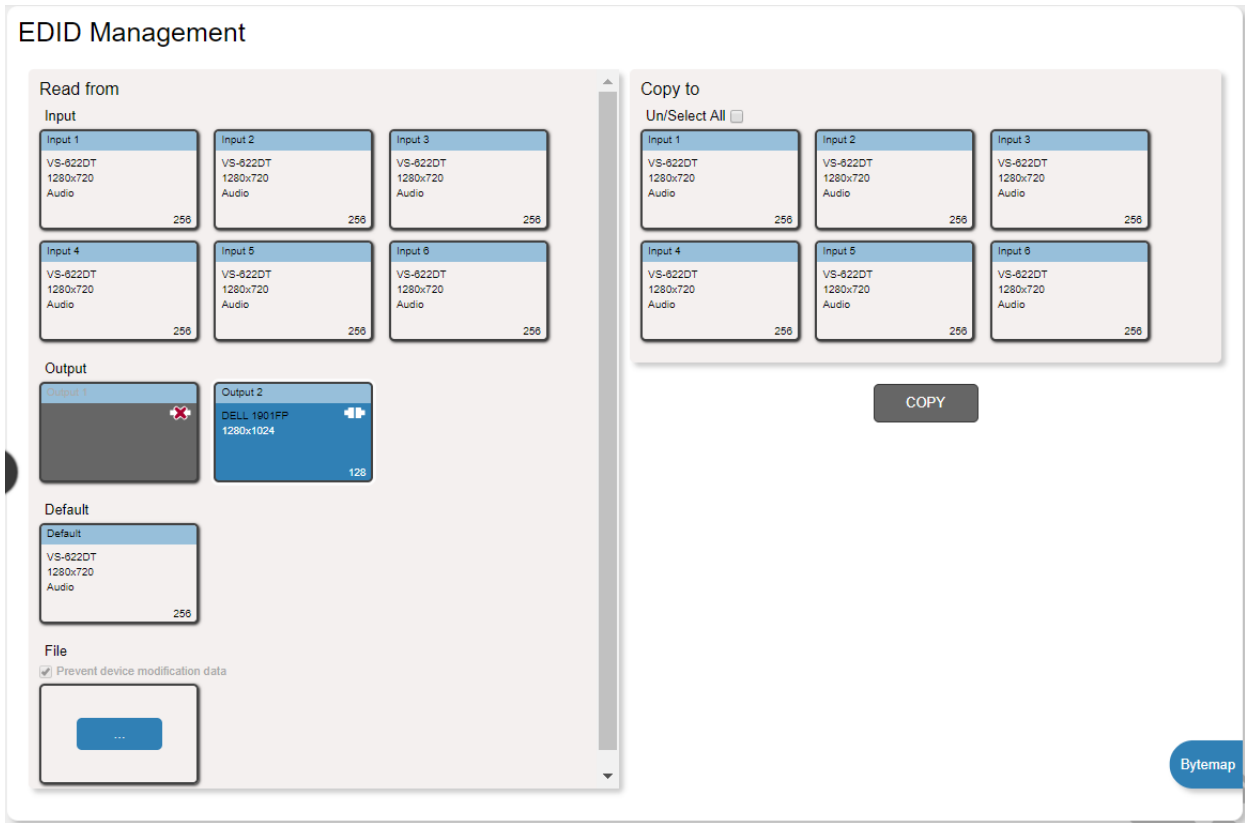 EDID Management
Read from
Input
Input 1
VS-622DT
1280x720
Audio
256
Input 2
VS-622DT
1280x720
Audio
256
Input 3
VS-622DT
1280x720
Audio
256
Input 4
VS-622DT
1280x720
Audio
256
Input 5
VS-622DT
1280x720
Audio
256
Input 6
VS-622DT
1280x720
Audio
256
Output
Output 1
Output 2
DELL 1901FP
1280x1024
128
Default
Default
VS-622DT
1280x720
Audio
256
File
Prevent device modification data
...
Copy to
Un/Select All
Input 1
VS-622DT
1280x720
Audio
256
Input 2
VS-622DT
1280x720
Audio
256
Input 3
VS-622DT
1280x720
Audio
256
Input 4
VS-622DT
1280x720
Audio
256
Input 5
VS-622DT
1280x720
Audio
256
Input 6
VS-622DT
1280x720
Audio
256
COPY
Bytemap